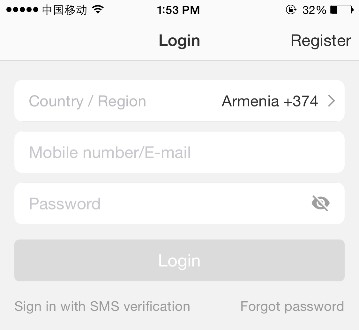 中国移动 1:53 PM 32%
Login Register
Country / Region Armenia +374
Mobile number/E-mail
Password
Login
Sign in with SMS verification Forgot password